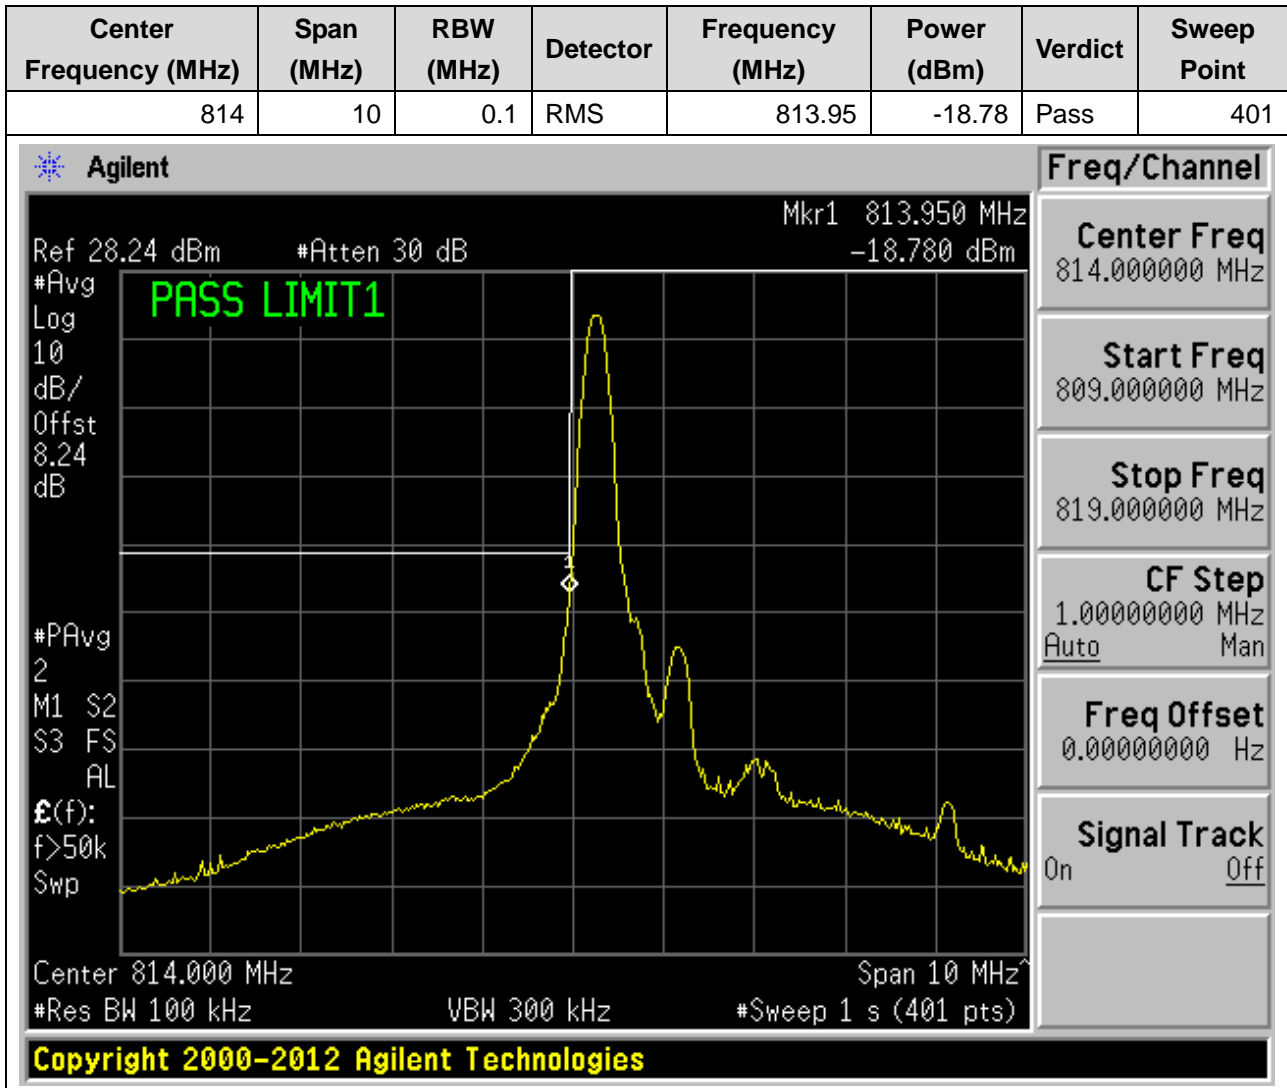 Center Frequency (MHz) Span (MHz) RBW (MHz) Detector Frequency (MHz) Power (dBm) Verdict Sweep Point
814 10 0.1 RMS 813.95 -18.78 Pass 401
Agilent
Freq/Channel
Mkr1 813.950 MHz
Ref 28.24 dBm #Atten 30 dB -18.780 dBm
#Avg
Log
10
dB/
Offst
8.24
dB
PASS LIMIT1
1
#PAvg
2
M1 S2
S3 FS
AL
£(f):
f>50k
Swp
Center 814.000 MHz Span 10 MHz^
#Res BW 100 kHz VBW 300 kHz #Sweep 1 s (401 pts)
Center Freq
814.000000 MHz
Start Freq
809.000000 MHz
Stop Freq
819.000000 MHz
CF Step
1.00000000 MHz
Auto Man
Freq Offset
0.00000000 Hz
Signal Track
On Off
Copyright 2000-2012 Agilent Technologies